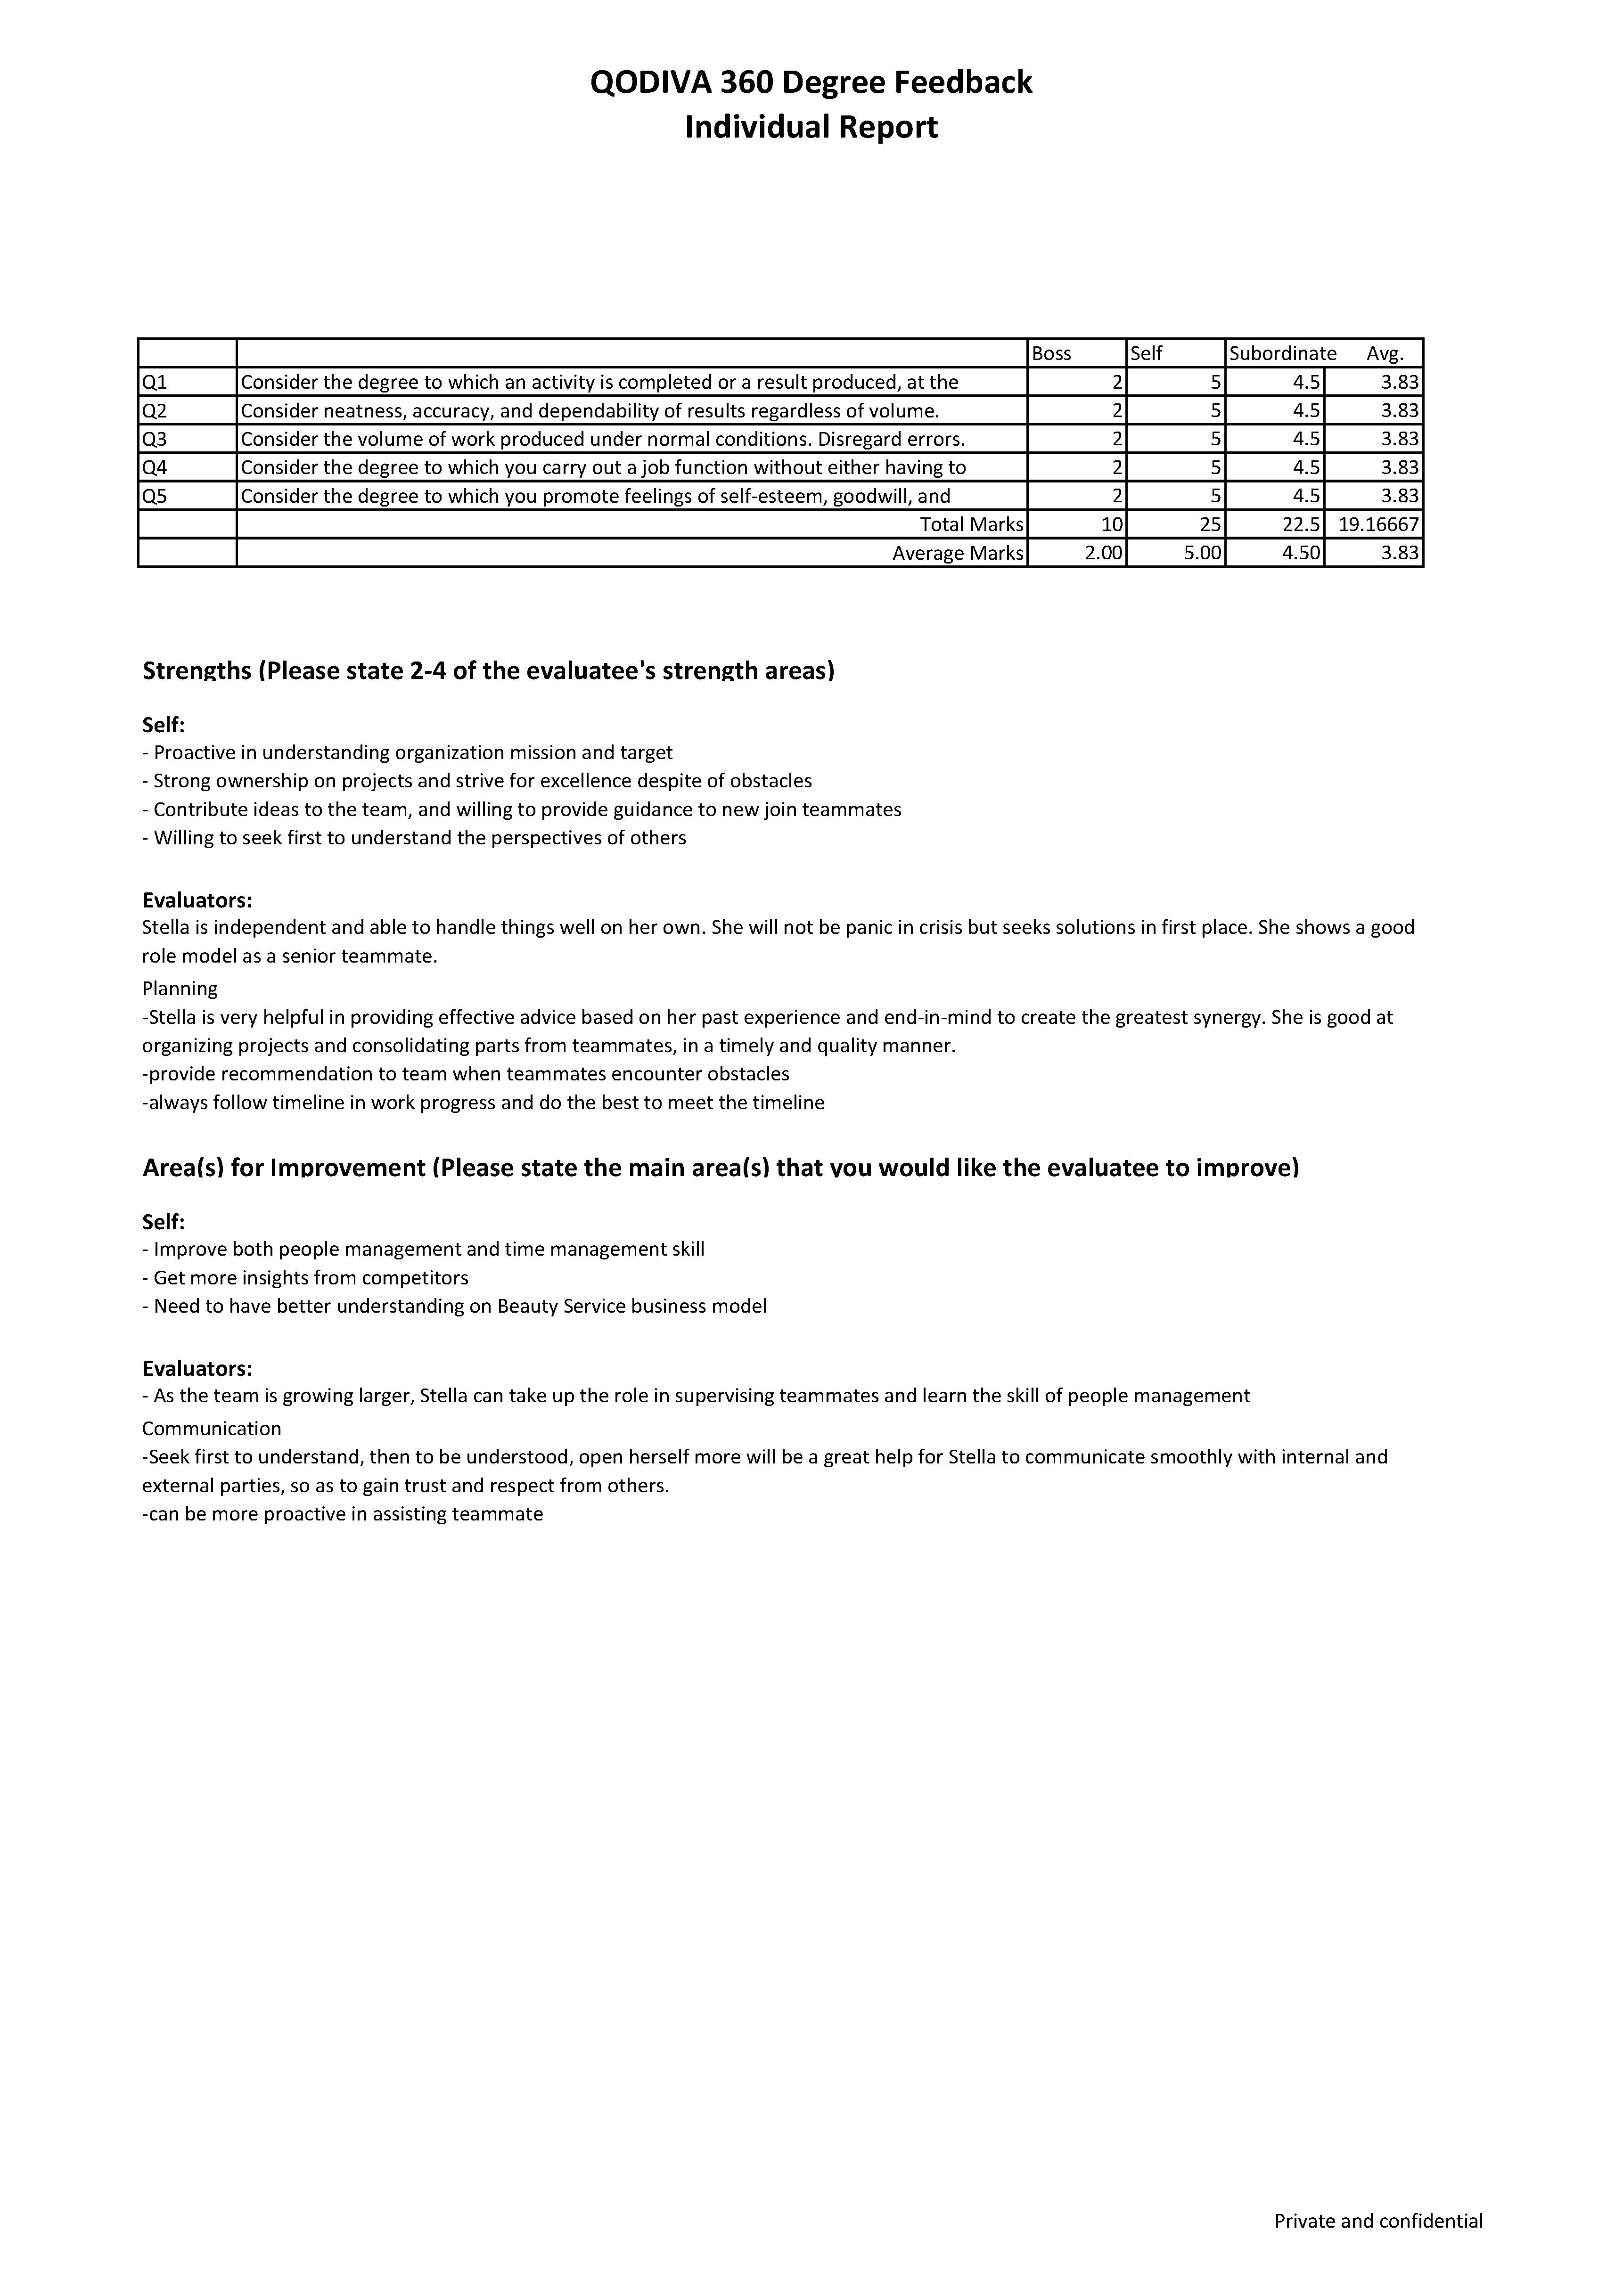 QODIVA 360 Degree Feedback
Individual Report
Boss Self Subordinate Avg.
Q1 Consider the degree to which an activity is completed or a result produced, at the 2 5 4.5 3.83
Q2 Consider neatness, accuracy, and dependability of results regardless of volume. 2 5 4.5 3.83
Q3 Consider the volume of work produced under normal conditions. Disregard errors. 2 5 4.5 3.83
Q4 Consider the degree to which you carry out a job function without either having to 2 5 4.5 3.83
Q5 Consider the degree to which you promote feelings of self-esteem, goodwill, and 2 5 4.5 3.83
Total Marks 10 25 22.5 19.16667
Average Marks 2.00 5.00 4.50 3.83
Strengths (Please state 2-4 of the evaluatee's strength areas)
Self:
- Proactive in understanding organization mission and target
- Strong ownership on projects and strive for excellence despite of obstacles
- Contribute ideas to the team, and willing to provide guidance to new join teammates
- Willing to seek first to understand the perspectives of others
Evaluators:
Stella is independent and able to handle things well on her own. She will not be panic in crisis but seeks solutions in first place. She shows a good
role model as a senior teammate.
Planning
-Stella is very helpful in providing effective advice based on her past experience and end-in-mind to create the greatest synergy. She is good at
organizing projects and consolidating parts from teammates, in a timely and quality manner.
-provide recommendation to team when teammates encounter obstacles
-always follow timeline in work progress and do the best to meet the timeline
Area(s) for Improvement (Please state the main area(s) that you would like the evaluatee to improve)
Self:
- Improve both people management and time management skill
- Get more insights from competitors
- Need to have better understanding on Beauty Service business model
Evaluators:
- As the team is growing larger, Stella can take up the role in supervising teammates and learn the skill of people management
Communication
-Seek first to understand, then to be understood, open herself more will be a great help for Stella to communicate smoothly with internal and
external parties, so as to gain trust and respect from others.
-can be more proactive in assisting teammate
Private and confidential